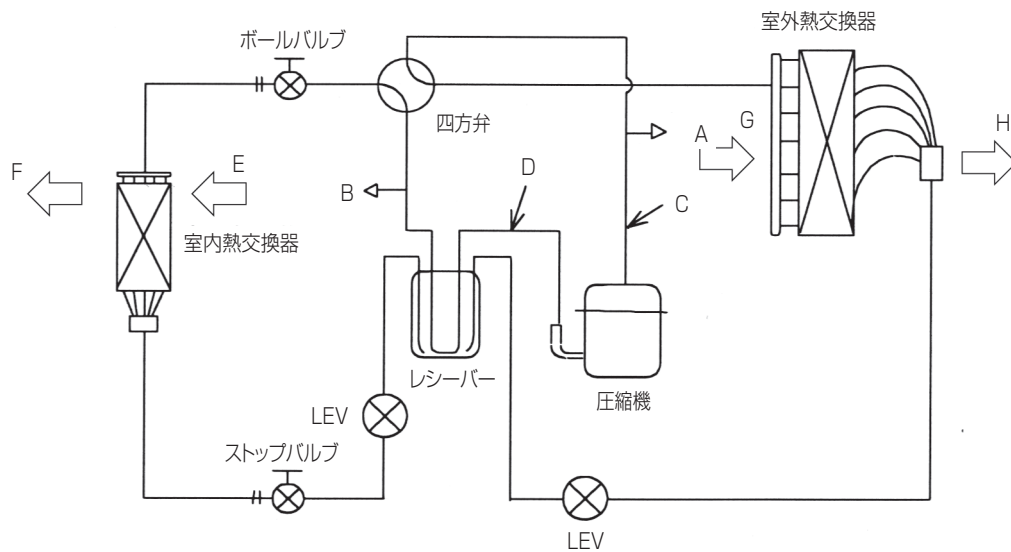 室外熱交換器
ボールバルブ
四方弁
A
G
H
F
E
B
D
C
室内熱交換器
レシーバー
圧縮機
LEV
ストップバルブ
LEV